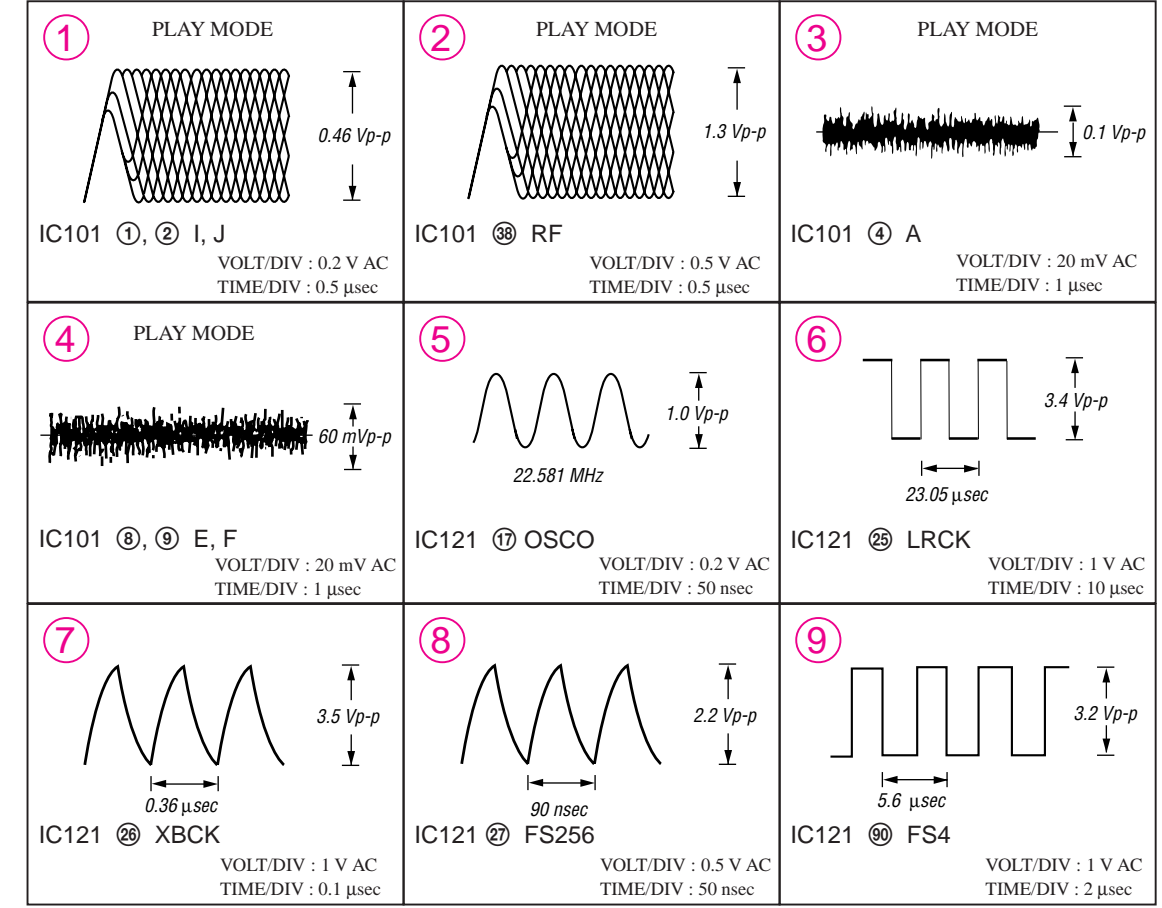 ① PLAY MODE
0.46 Vp-p
IC101 ①, ② I, J
VOLT/DIV : 0.2 V AC
TIME/DIV : 0.5 µsec
② PLAY MODE
1.3 Vp-p
IC101 ㊳ RF
VOLT/DIV : 0.5 V AC
TIME/DIV : 0.5 µsec
③ PLAY MODE
0.1 Vp-p
IC101 ④ A
VOLT/DIV : 20 mV AC
TIME/DIV : 1 µsec
④ PLAY MODE
60 mVp-p
IC101 ⑧, ⑨ E, F
VOLT/DIV : 20 mV AC
TIME/DIV : 1 µsec
⑤
1.0 Vp-p
22.581 MHz
IC121 ⑰ OSCO
VOLT/DIV : 0.2 V AC
TIME/DIV : 50 nsec
⑥
3.4 Vp-p
23.05 µsec
IC121 ㉕ LRCK
VOLT/DIV : 1 V AC
TIME/DIV : 10 µsec
⑦
3.5 Vp-p
0.36 µsec
IC121 ㉖ XBCK
VOLT/DIV : 1 V AC
TIME/DIV : 0.1 µsec
⑧
2.2 Vp-p
90 nsec
IC121 ㉗ FS256
VOLT/DIV : 0.5 V AC
TIME/DIV : 50 nsec
⑨
3.2 Vp-p
5.6 µsec
IC121 90 FS4
VOLT/DIV : 1 V AC
TIME/DIV : 2 µsec